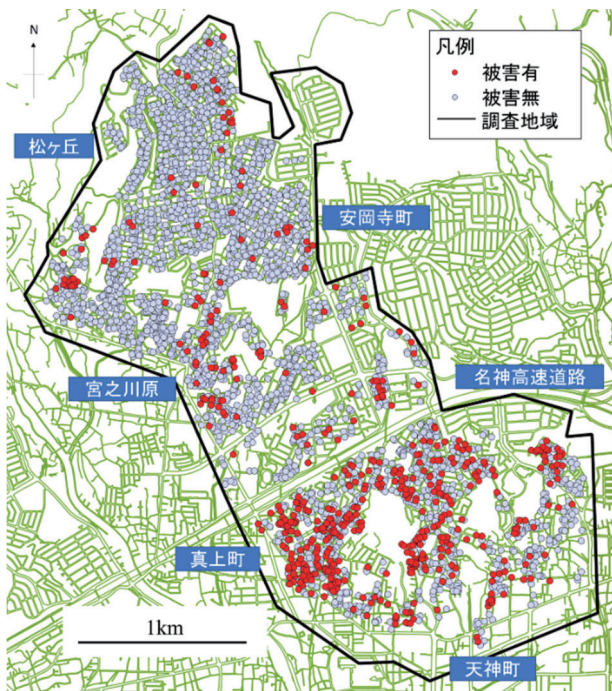 N
凡例
被害有
被害無
調査地域
松ヶ丘
安岡寺町
宮之川原
名神高速道路
真上町
1km
天神町